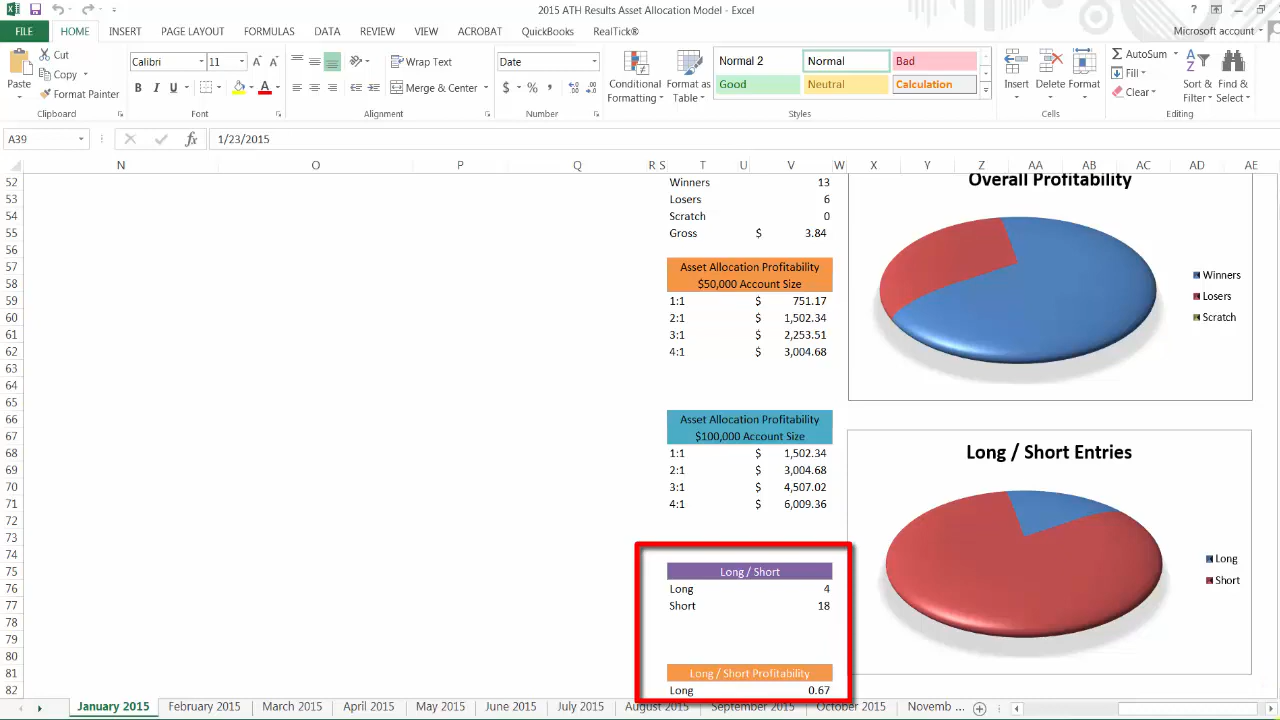 2015 ATH Results Asset Allocation Model - Excel
?
FILE HOME INSERT PAGE LAYOUT FORMULAS DATA REVIEW VIEW ACROBAT QuickBooks RealTick®
Microsoft account
Paste
Cut
Copy
Format Painter
Clipboard
Calibri 11
B I U A
Font
Wrap Text
Merge & Center
Alignment
Date
$ % ,
Number
Conditional Formatting
Format as Table
Normal 2 Normal Bad
Good Neutral Calculation
Styles
Insert Delete Format
Cells
AutoSum
Fill
Clear
Sort & Filter
Find & Select
Editing
A39 fx 1/23/2015
N O P Q R S T U V W X Y Z AA AB AC AD AE
52 Winners 13
53 Losers 6
54 Scratch 0
55 Gross $ 3.84
56
57 Asset Allocation Profitability
58 $50,000 Account Size
59 1:1 $ 751.17
60 2:1 $ 1,502.34
61 3:1 $ 2,253.51
62 4:1 $ 3,004.68
63
64
65
66 Asset Allocation Profitability
67 $100,000 Account Size
68 1:1 $ 1,502.34
69 2:1 $ 3,004.68
70 3:1 $ 4,507.02
71 4:1 $ 6,009.36
72
73
74
75 Long / Short
76 Long 4
77 Short 18
78
79
80
81 Long / Short Profitability
82 Long 0.67
Overall Profitability
Winners
Losers
Scratch
Long / Short Entries
Long
Short
January 2015 February 2015 March 2015 April 2015 May 2015 June 2015 July 2015 August 2015 September 2015 October 2015 Novemb ...